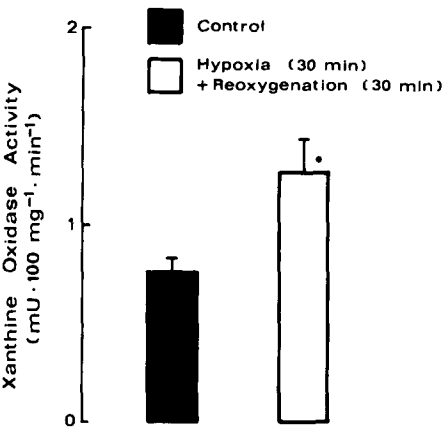 2
Control
Hypoxia (30 min)
+Reoxygenation (30 min)
1
0
Xanthine Oxidase Activity
(mU·100 mg⁻¹·min⁻¹)